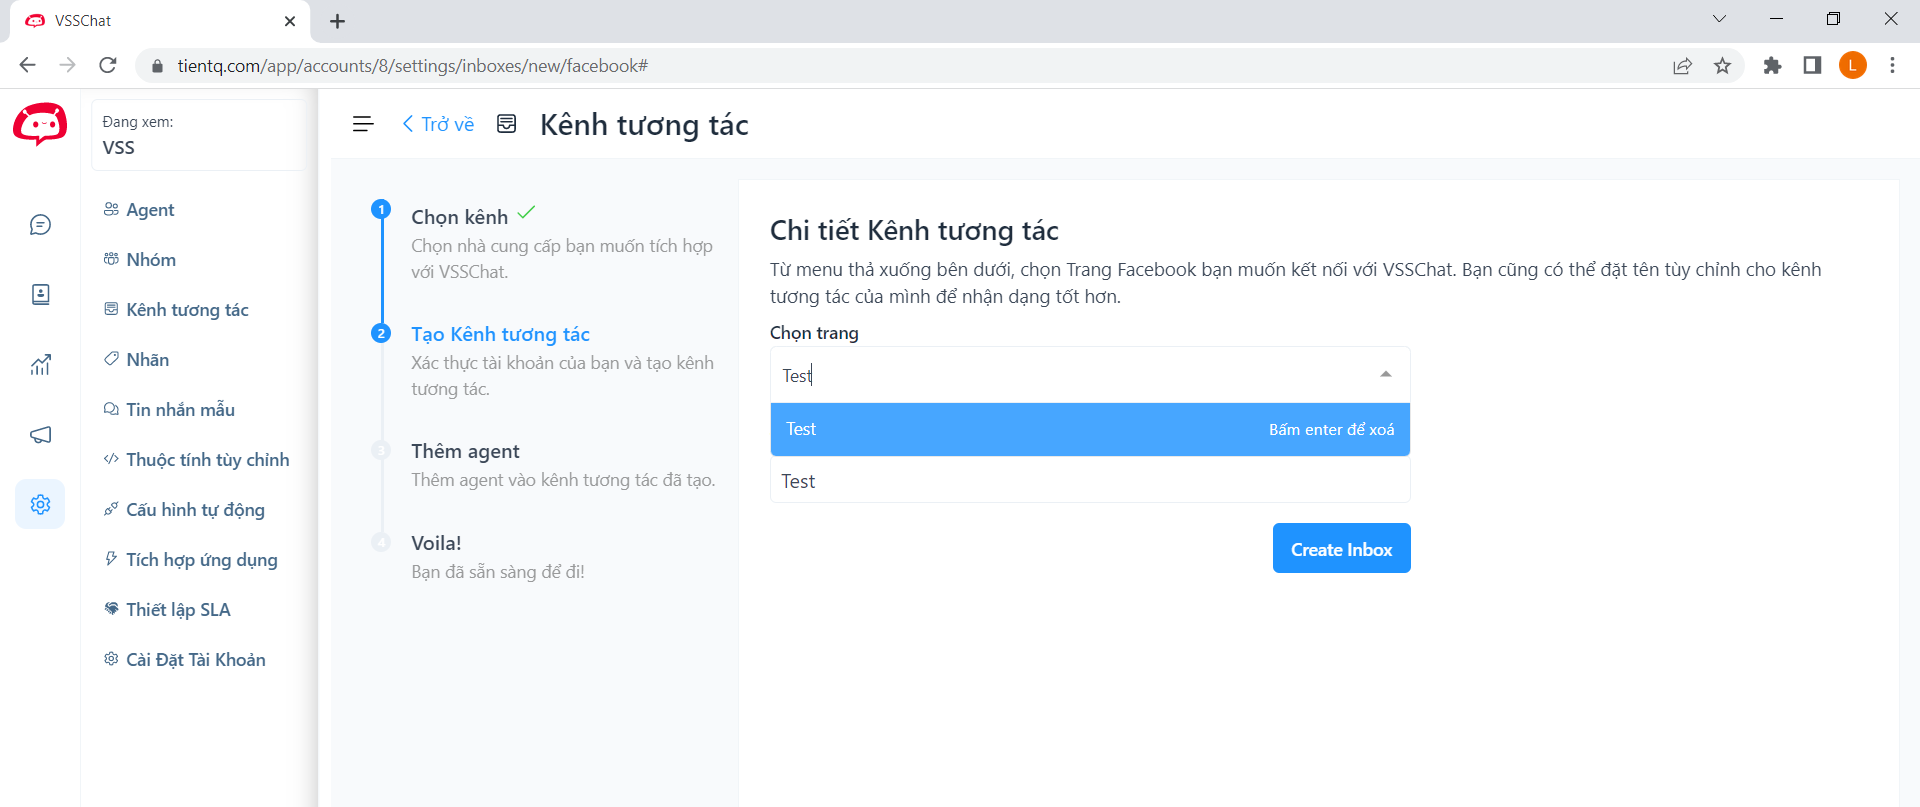 VSSChat
tientq.com/app/accounts/8/settings/inboxes/new/facebook#
L
Đang xem:
VSS
Agent
Nhóm
Kênh tương tác
Nhãn
Tin nhắn mẫu
Thuộc tính tùy chỉnh
Cấu hình tự động
Tích hợp ứng dụng
Thiết lập SLA
Cài Đặt Tài Khoản
Trở về
Kênh tương tác
1
Chọn kênh
Chọn nhà cung cấp bạn muốn tích hợp
với VSSChat.
2
Tạo Kênh tương tác
Xác thực tài khoản của bạn và tạo kênh
tương tác.
3
Thêm agent
Thêm agent vào kênh tương tác đã tạo.
4
Voila!
Bạn đã sẵn sàng để đi!
Chi tiết Kênh tương tác
Từ menu thả xuống bên dưới, chọn Trang Facebook bạn muốn kết nối với VSSChat. Bạn cũng có thể đặt tên tùy chỉnh cho kênh
tương tác của mình để nhận dạng tốt hơn.
Chọn trang
Test
Test Bấm enter để xoá
Test
Create Inbox